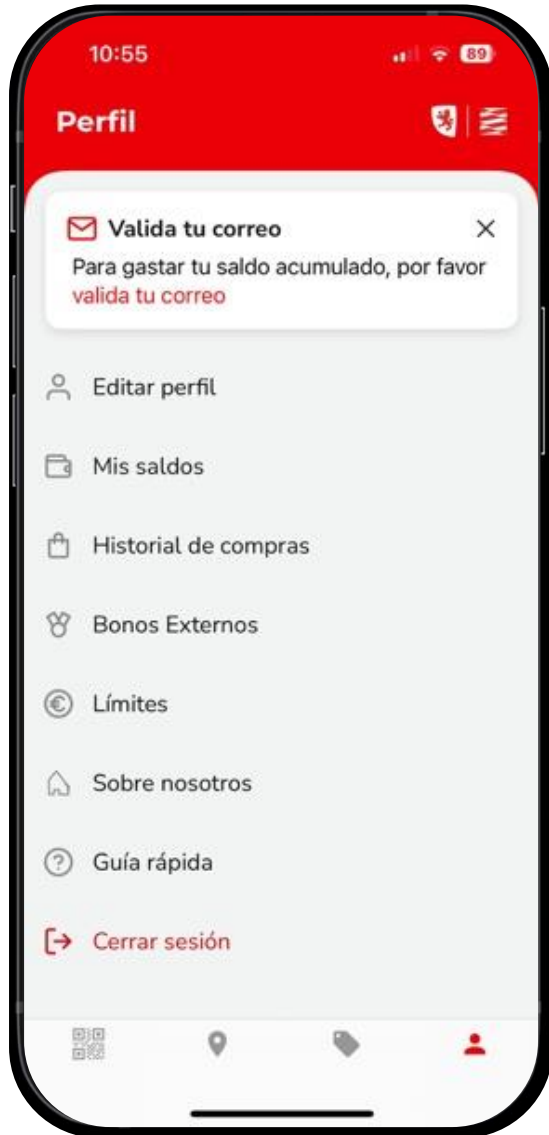 10:55
89
Perfil
Valida tu correo
Para gastar tu saldo acumulado, por favor
valida tu correo
Editar perfil
Mis saldos
Historial de compras
Bonos Externos
Límites
Sobre nosotros
Guía rápida
Cerrar sesión